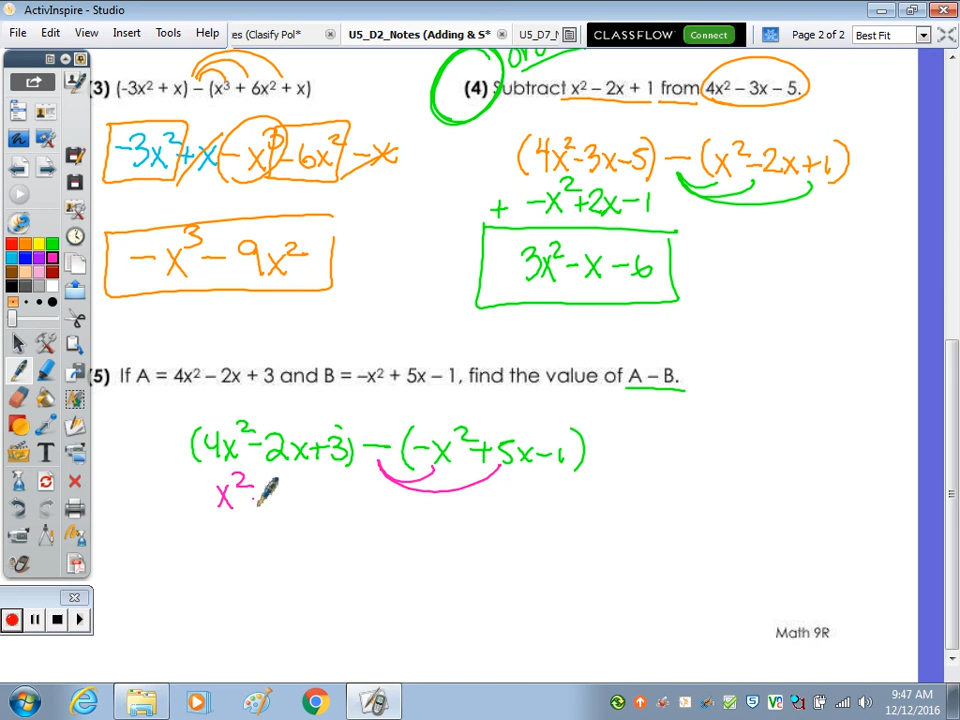 ActivInspire - Studio
File Edit View Insert Tools Help
es (Clasify Pol*
U5_D2_Notes (Adding & S*
U5_D7_N
CLASSFLOW Connect
Page 2 of 2
Best Fit
(3) (-3x² + x) – (x³ + 6x² + x)
(4) Subtract x² – 2x + 1 from 4x² – 3x – 5.
-3x² + x - x³ - 6x² - x
(4x² - 3x - 5) - (x² - 2x + 1)
+ -x² + 2x - 1
- x³ - 9x²
3x² - x - 6
(5) If A = 4x² – 2x + 3 and B = –x² + 5x – 1, find the value of A – B.
(4x² - 2x + 3) - (-x² + 5x - 1)
x²
Math 9R
9:47 AM
12/12/2016